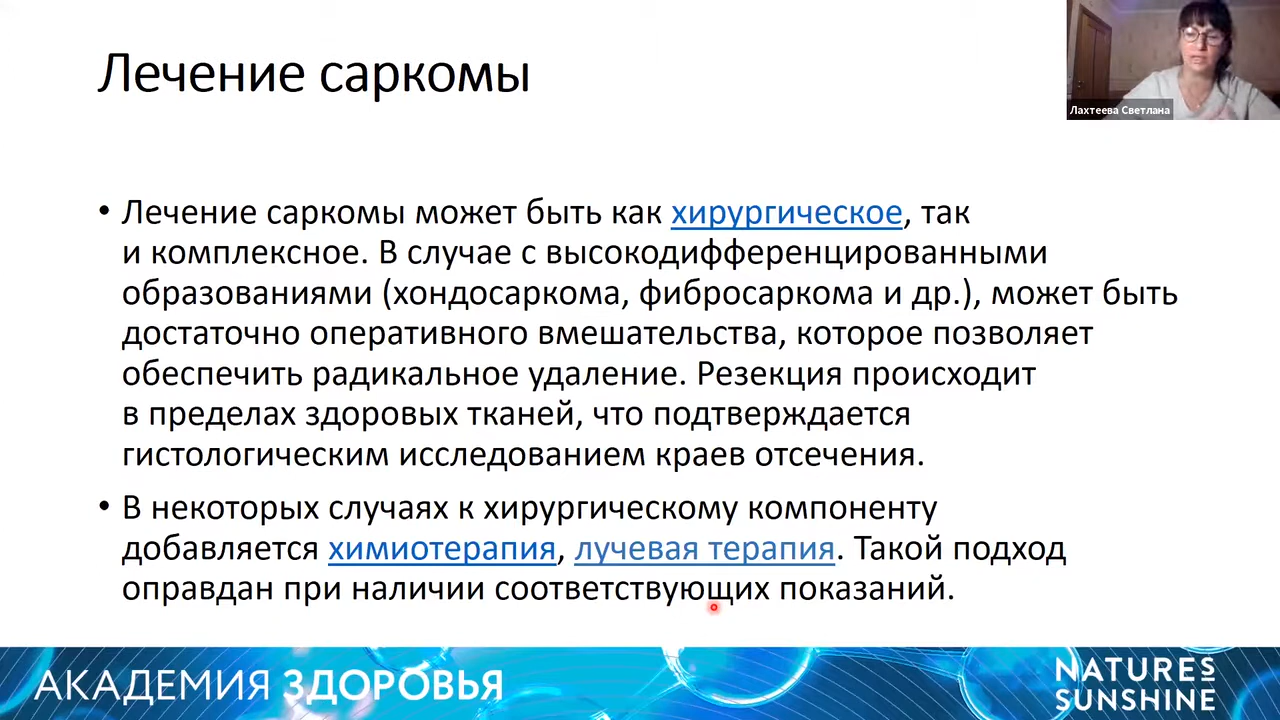 Лечение саркомы
Лахтеева Светлана
• Лечение саркомы может быть как хирургическое, так
и комплексное. В случае с высокодифференцированными
образованиями (хондосаркома, фибросаркома и др.), может быть
достаточно оперативного вмешательства, которое позволяет
обеспечить радикальное удаление. Резекция происходит
в пределах здоровых тканей, что подтверждается
гистологическим исследованием краев отсечения.
• В некоторых случаях к хирургическому компоненту
добавляется химиотерапия, лучевая терапия. Такой подход
оправдан при наличии соответствующих показаний.
АКАДЕМИЯ ЗДОРОВЬЯ
NATURE'S
SUNSHINE